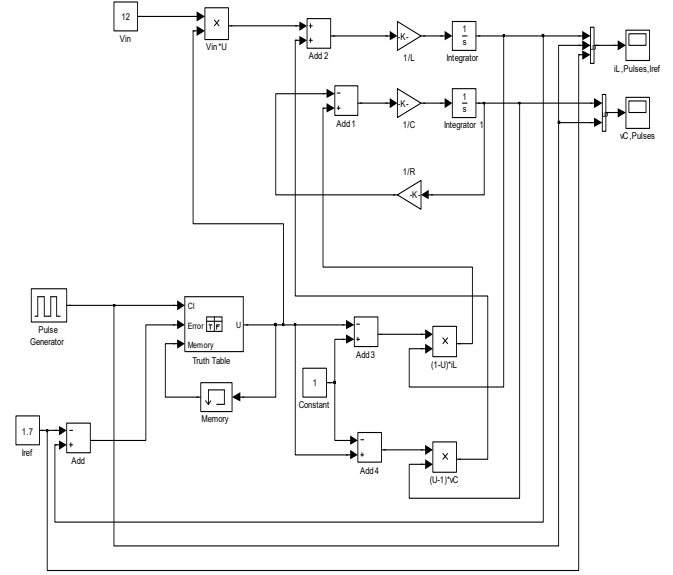 12
Vin
×
Vin *U
+
+
Add 2
-K-
1/L
1
s
Integrator
iL ,Pulses,Iref
−
+
Add 1
-K-
1/C
1
s
Integrator 1
vC ,Pulses
1/R
-K-
Pulse
Generator
Cl
Error
Memory
T F
U
Truth Table
Memory
−
+
Add 3
×
(1-U)*iL
1
Constant
1.7
Iref
−
+
Add
−
+
Add 4
×
(U-1)*vC